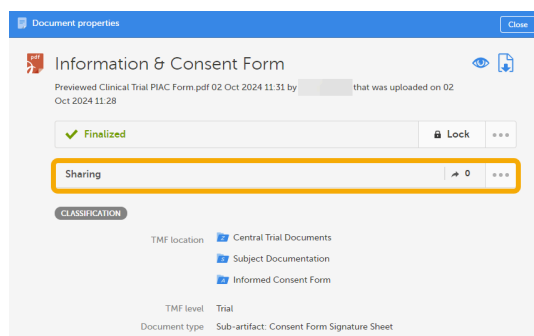 Document properties
Close
pdf
Information & Consent Form
Previewed Clinical Trial PIAC Form.pdf 02 Oct 2024 11:31 by that was uploaded on 02
Oct 2024 11:28
Finalized
Lock
Sharing
0
CLASSIFICATION
TMF location
Central Trial Documents
Subject Documentation
Informed Consent Form
TMF level Trial
Document type Sub-artifact: Consent Form Signature Sheet